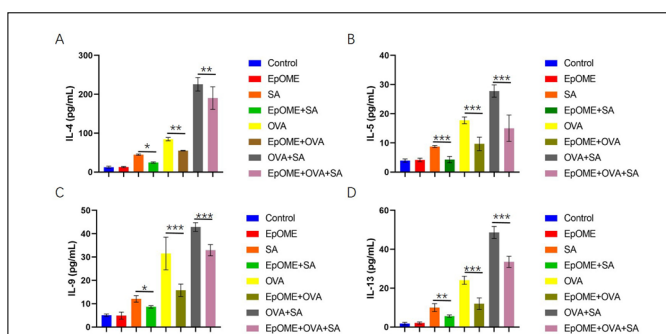 A
IL-4 (pg/mL)
300
200
100
0
*
**
**
Control
EpOME
SA
EpOME+SA
OVA
EpOME+OVA
OVA+SA
EpOME+OVA+SA
B
IL-5 (pg/mL)
40
30
20
10
0
***
***
***
Control
EpOME
SA
EpOME+SA
OVA
EpOME+OVA
OVA+SA
EpOME+OVA+SA
C
IL-9 (pg/mL)
50
40
30
20
10
0
*
***
***
Control
EpOME
SA
EpOME+SA
OVA
EpOME+OVA
OVA+SA
EpOME+OVA+SA
D
IL-13 (pg/mL)
60
40
20
0
**
***
***
Control
EpOME
SA
EpOME+SA
OVA
EpOME+OVA
OVA+SA
EpOME+OVA+SA